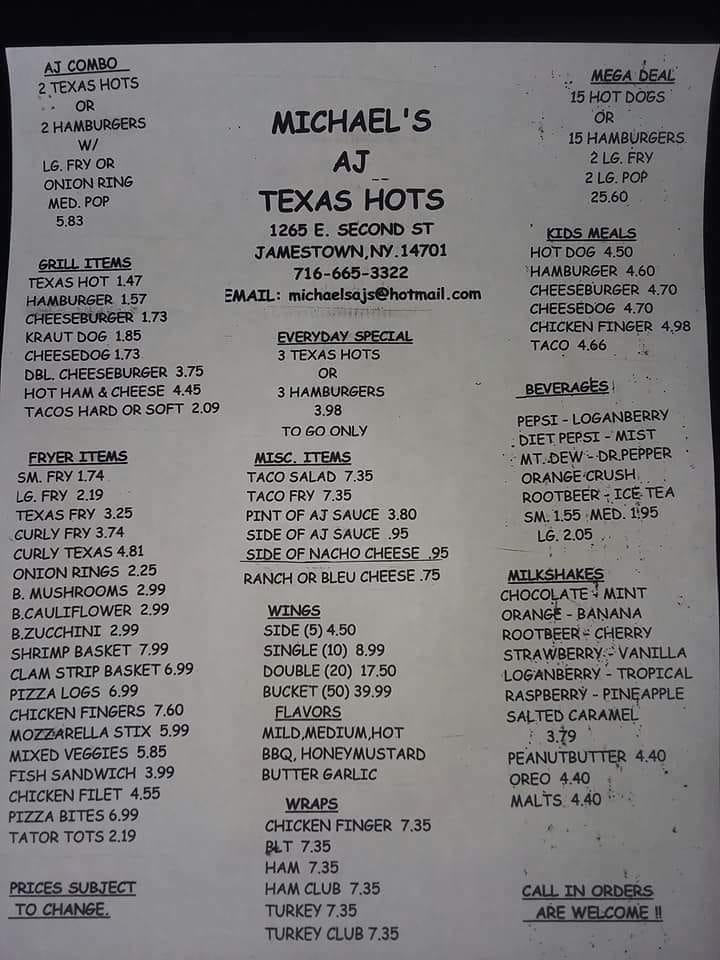 AJ COMBO
2 TEXAS HOTS
OR
2 HAMBURGERS
W/
LG. FRY OR
ONION RING
MED. POP
5.83
GRILL ITEMS
TEXAS HOT 1.47
HAMBURGER 1.57
CHEESEBURGER 1.73
KRAUT DOG 1.85
CHEESEDOG 1.73
DBL. CHEESEBURGER 3.75
HOT HAM & CHEESE 4.45
TACOS HARD OR SOFT 2.09
FRYER ITEMS
SM. FRY 1.74
LG. FRY 2.19
TEXAS FRY 3.25
CURLY FRY 3.74
CURLY TEXAS 4.81
ONION RINGS 2.25
B. MUSHROOMS 2.99
B.CAULIFLOWER 2.99
B.ZUCCHINI 2.99
SHRIMP BASKET 7.99
CLAM STRIP BASKET 6.99
PIZZA LOGS 6.99
CHICKEN FINGERS 7.60
MOZZARELLA STIX 5.99
MIXED VEGGIES 5.85
FISH SANDWICH 3.99
CHICKEN FILET 4.55
PIZZA BITES 6.99
TATOR TOTS 2.19
PRICES SUBJECT
TO CHANGE.
MICHAEL'S
AJ
TEXAS HOTS
1265 E. SECOND ST
JAMESTOWN,NY.14701
716-665-3322
EMAIL: michaelsajs@hotmail.com
EVERYDAY SPECIAL
3 TEXAS HOTS
OR
3 HAMBURGERS
3.98
TO GO ONLY
MISC. ITEMS
TACO SALAD 7.35
TACO FRY 7.35
PINT OF AJ SAUCE 3.80
SIDE OF AJ SAUCE .95
SIDE OF NACHO CHEESE .95
RANCH OR BLEU CHEESE .75
WINGS
SIDE (5) 4.50
SINGLE (10) 8.99
DOUBLE (20) 17.50
BUCKET (50) 39.99
FLAVORS
MILD,MEDIUM,HOT
BBQ, HONEYMUSTARD
BUTTER GARLIC
WRAPS
CHICKEN FINGER 7.35
BLT 7.35
HAM 7.35
HAM CLUB 7.35
TURKEY 7.35
TURKEY CLUB 7.35
MEGA DEAL
15 HOT DOGS
OR
15 HAMBURGERS
2 LG. FRY
2 LG. POP
25.60
KIDS MEALS
HOT DOG 4.50
HAMBURGER 4.60
CHEESEBURGER 4.70
CHEESEDOG 4.70
CHICKEN FINGER 4.98
TACO 4.66
BEVERAGES
PEPSI - LOGANBERRY
DIET PEPSI - MIST
MT. DEW - DR.PEPPER
ORANGE CRUSH
ROOTBEER - ICE TEA
SM. 1.55 MED. 1.95
LG. 2.05
MILKSHAKES
CHOCOLATE - MINT
ORANGE - BANANA
ROOTBEER - CHERRY
STRAWBERRY - VANILLA
LOGANBERRY - TROPICAL
RASPBERRY - PINEAPPLE
SALTED CARAMEL
3.79
PEANUTBUTTER 4.40
OREO 4.40
MALTS 4.40
CALL IN ORDERS
ARE WELCOME !!